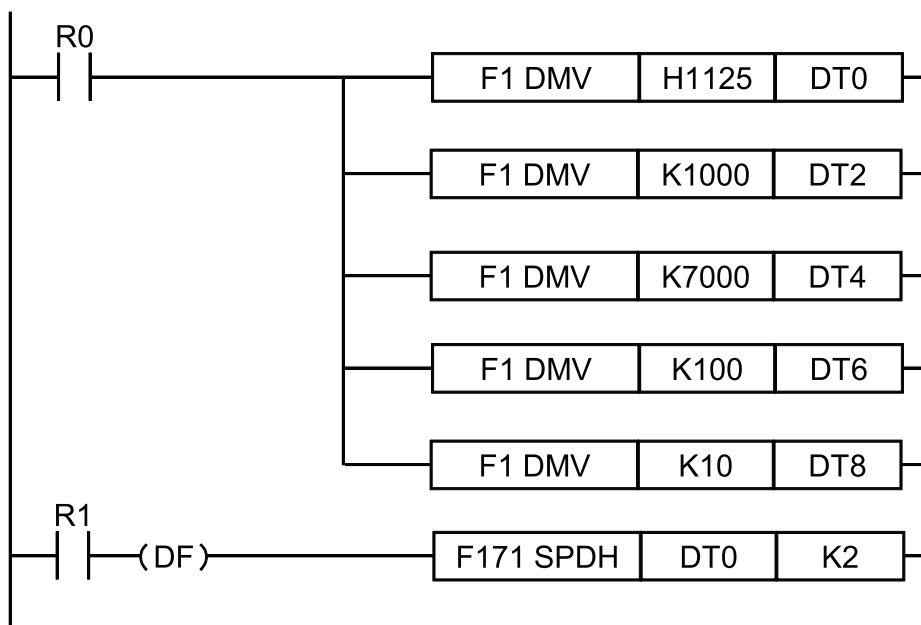 R0
F1 DMV H1125 DT0
F1 DMV K1000 DT2
F1 DMV K7000 DT4
F1 DMV K100 DT6
F1 DMV K10 DT8
R1
(DF) F171 SPDH DT0 K2